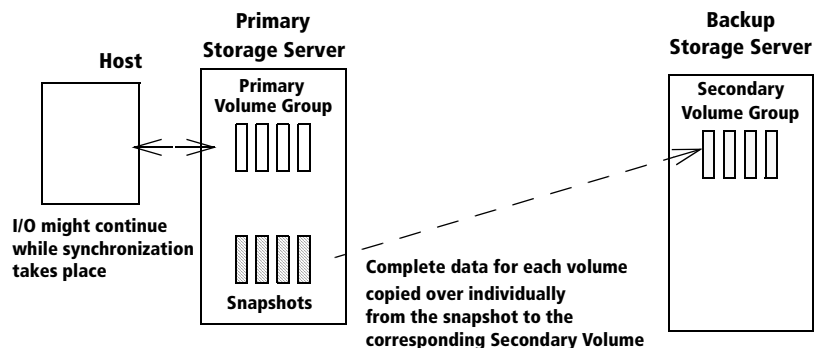 Host
Primary
Storage Server
Primary
Volume Group
Snapshots
I/O might continue
while synchronization
takes place
Complete data for each volume
copied over individually
from the snapshot to the
corresponding Secondary Volume
Backup
Storage Server
Secondary
Volume Group